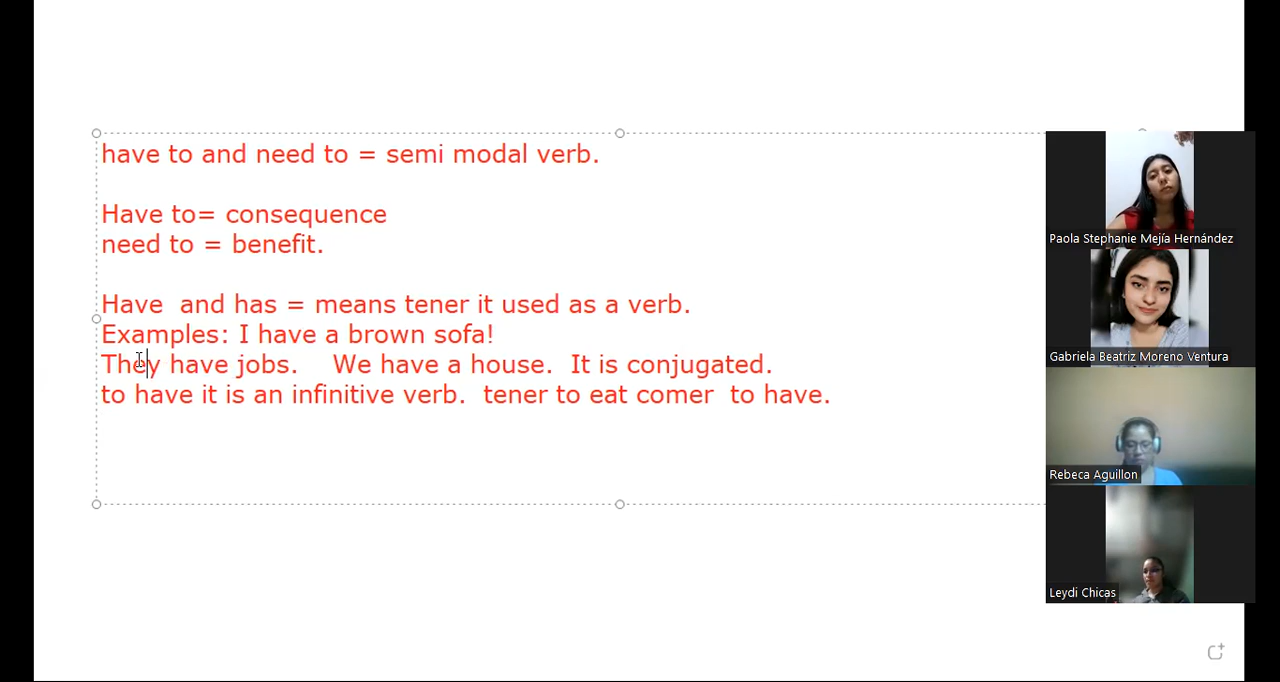 have to and need to = semi modal verb.
Have to= consequence
need to = benefit.
Have  and has = means tener it used as a verb.
Examples: I have a brown sofa!
They have jobs.    We have a house.  It is conjugated.
to have it is an infinitive verb.  tener to eat comer  to have.
Paola Stephanie Mejía Hernández
Gabriela Beatriz Moreno Ventura
Rebeca Aguillon
Leydi Chicas